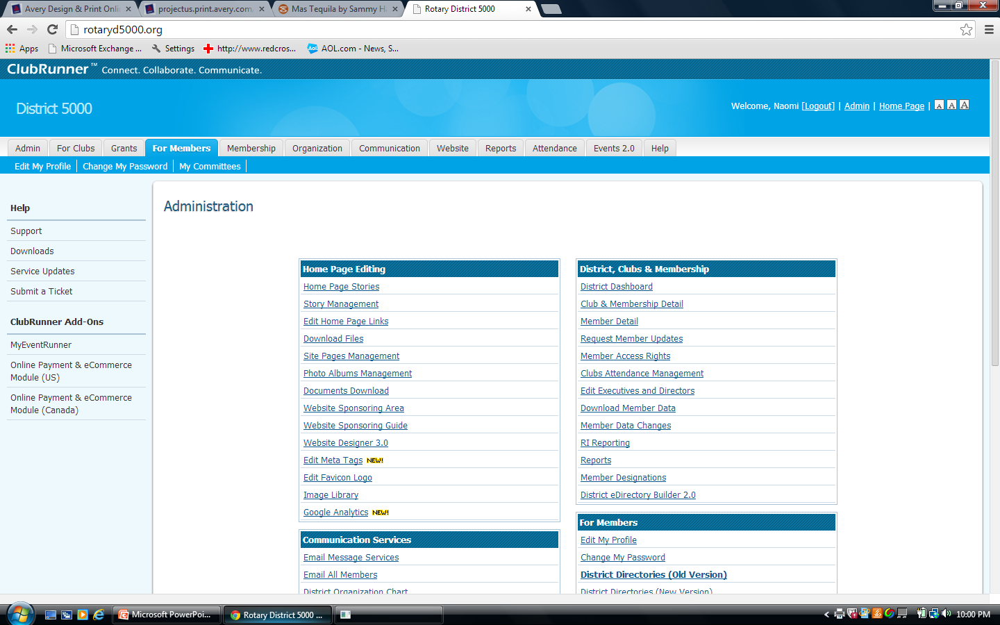 Avery Design & Print Onli
projectus.print.avery.com
Mas Tequila by Sammy H
Rotary District 5000
rotaryd5000.org
Apps
Microsoft Exchange ...
Settings
http://www.redcros...
AOL.com - News, S...
ClubRunner™ Connect. Collaborate. Communicate.
District 5000
Welcome, Naomi [Logout] | Admin | Home Page | A A A
Admin
For Clubs
Grants
For Members
Membership
Organization
Communication
Website
Reports
Attendance
Events 2.0
Help
Edit My Profile
Change My Password
My Committees
Help
Support
Downloads
Service Updates
Submit a Ticket
ClubRunner Add-Ons
MyEventRunner
Online Payment & eCommerce
Module (US)
Online Payment & eCommerce
Module (Canada)
Administration
Home Page Editing
Home Page Stories
Story Management
Edit Home Page Links
Download Files
Site Pages Management
Photo Albums Management
Documents Download
Website Sponsoring Area
Website Sponsoring Guide
Website Designer 3.0
Edit Meta Tags NEW!
Edit Favicon Logo
Image Library
Google Analytics NEW!
Communication Services
Email Message Services
Email All Members
District Organization Chart
District, Clubs & Membership
District Dashboard
Club & Membership Detail
Member Detail
Request Member Updates
Member Access Rights
Clubs Attendance Management
Edit Executives and Directors
Download Member Data
Member Data Changes
RI Reporting
Reports
Member Designations
District eDirectory Builder 2.0
For Members
Edit My Profile
Change My Password
District Directories (Old Version)
District Directories (New Version)
Microsoft PowerPoi...
Rotary District 5000 ...
10:00 PM